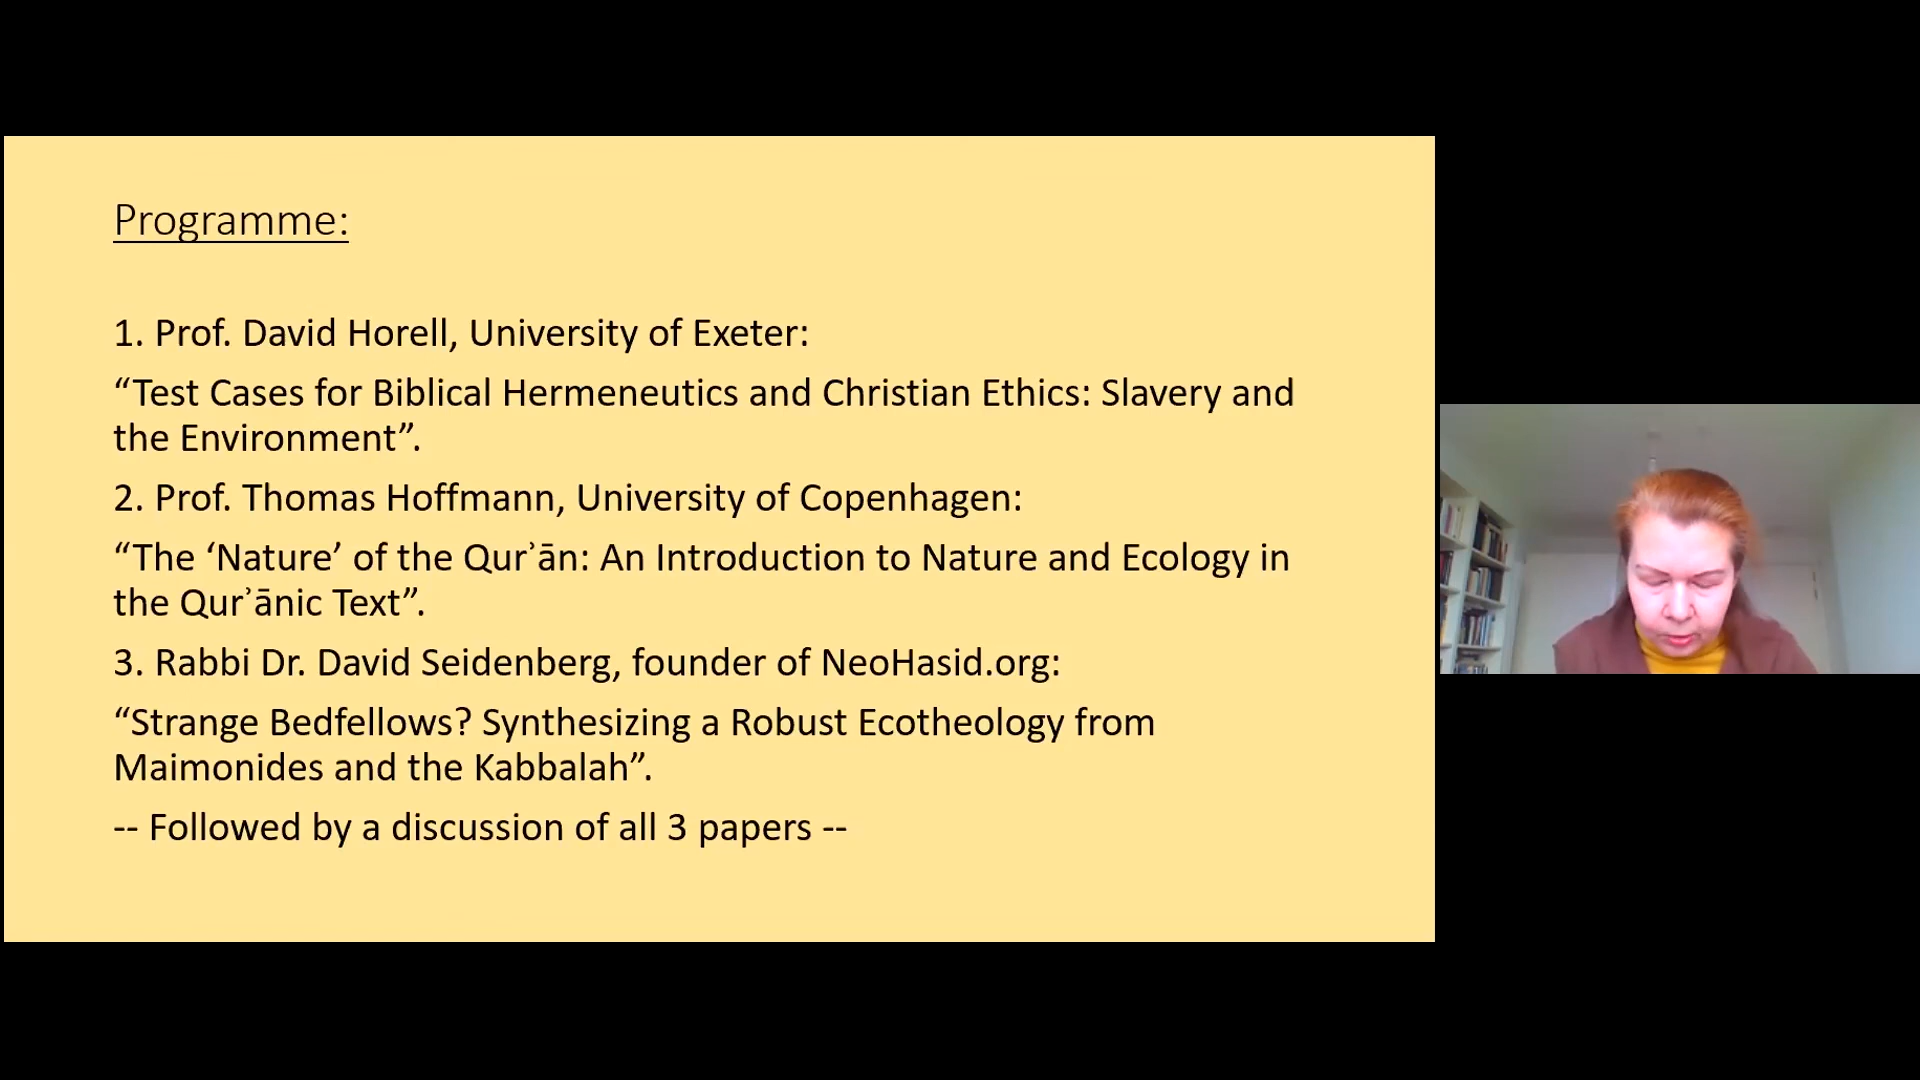 Programme:
1. Prof. David Horell, University of Exeter:
“Test Cases for Biblical Hermeneutics and Christian Ethics: Slavery and
the Environment”.
2. Prof. Thomas Hoffmann, University of Copenhagen:
“The ‘Nature’ of the Qurʾān: An Introduction to Nature and Ecology in
the Qurʾānic Text”.
3. Rabbi Dr. David Seidenberg, founder of NeoHasid.org:
“Strange Bedfellows? Synthesizing a Robust Ecotheology from
Maimonides and the Kabbalah”.
-- Followed by a discussion of all 3 papers --